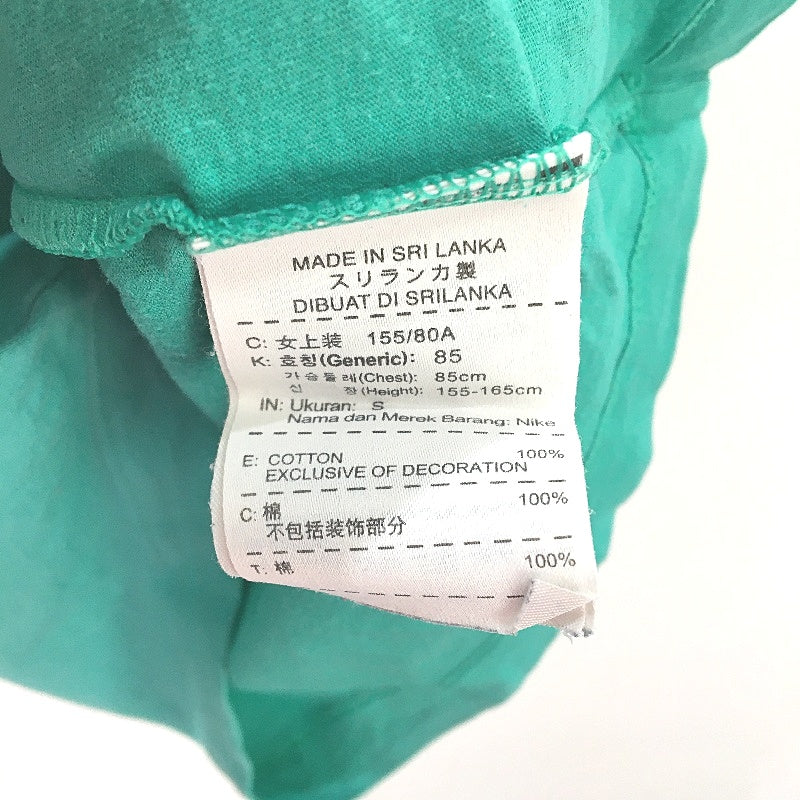 MADE IN SRI LANKA
スリランカ製
DIBUAT DI SRILANKA
C: 女上装 155/80A
K: 호칭(Generic): 85
가슴둘레(Chest): 85cm
신 장(Height): 155-165cm
IN: Ukuran: S
Nama dan Merek Barang: Nike
E: COTTON 100%
EXCLUSIVE OF DECORATION
C: 棉 100%
不包括装饰部分
T: 棉 100%